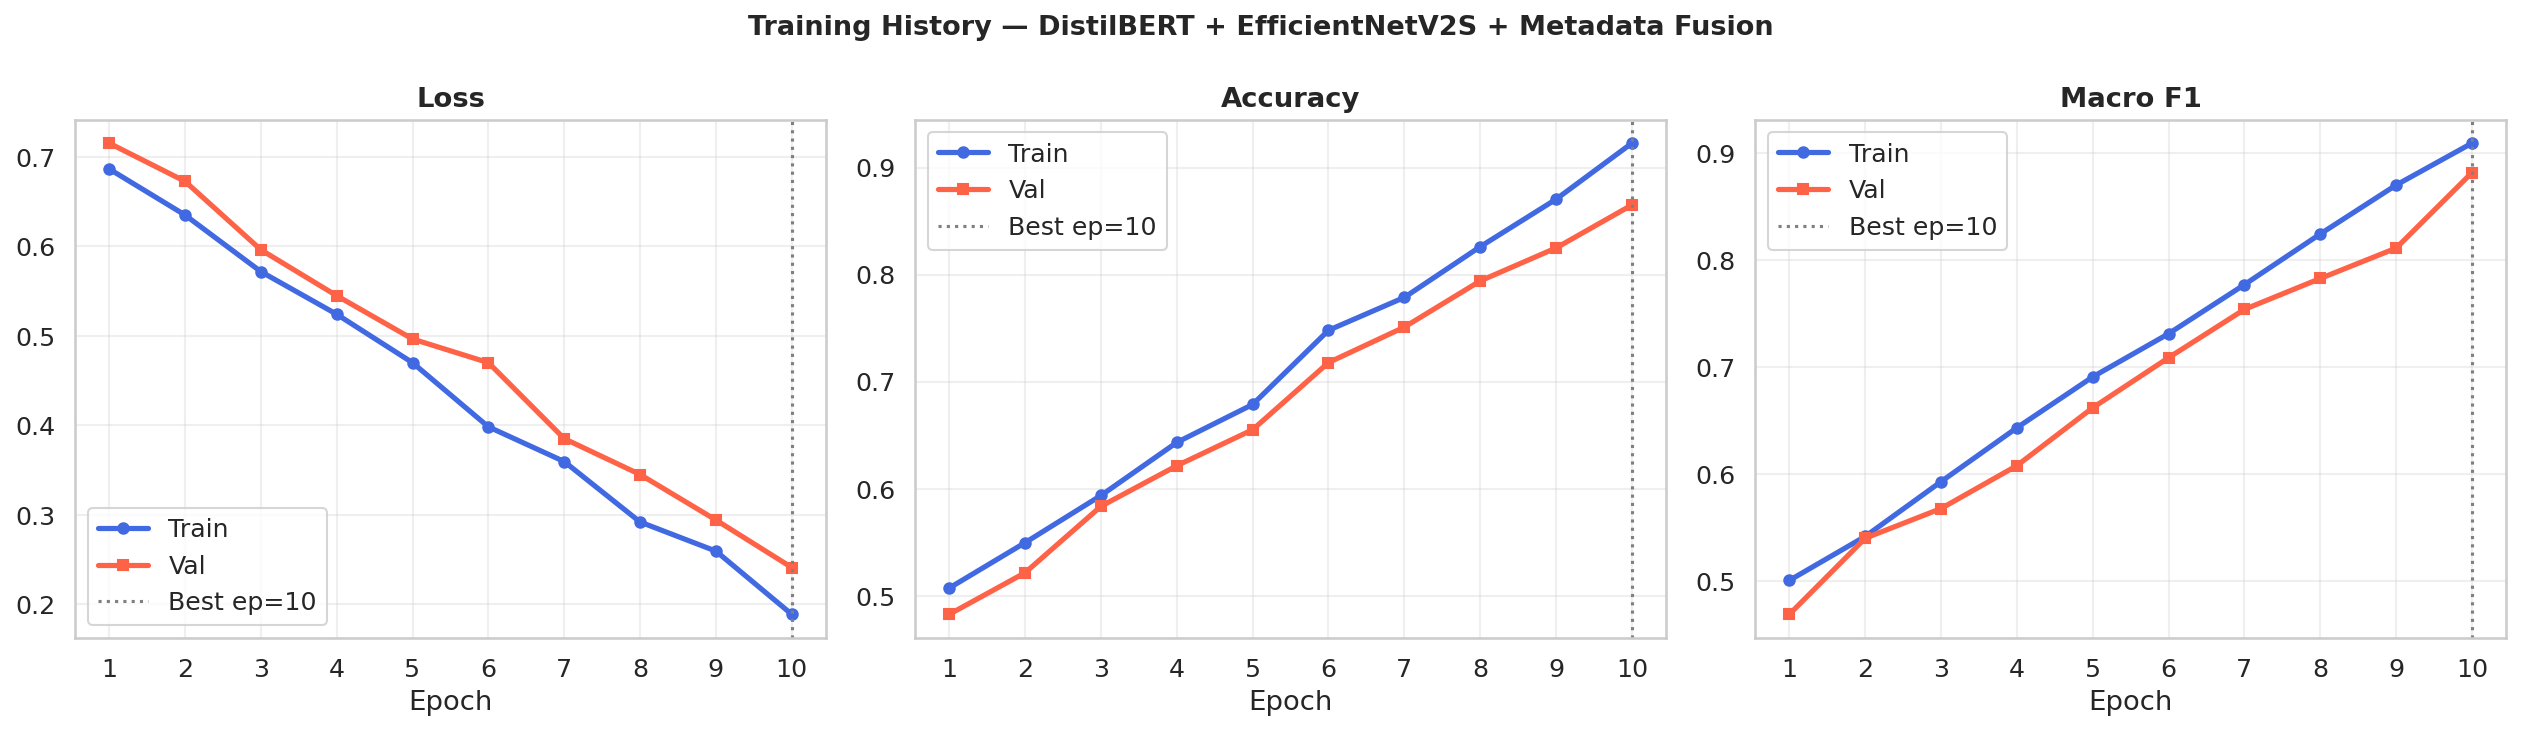 Training History — DistilBERT + EfficientNetV2S + Metadata Fusion
Loss
0.7
0.6
0.5
0.4
0.3
0.2
Train
Val
Best ep=10
1 2 3 4 5 6 7 8 9 10
Epoch
Accuracy
Train
Val
Best ep=10
0.9
0.8
0.7
0.6
0.5
1 2 3 4 5 6 7 8 9 10
Epoch
Macro F1
Train
Val
Best ep=10
0.9
0.8
0.7
0.6
0.5
1 2 3 4 5 6 7 8 9 10
Epoch